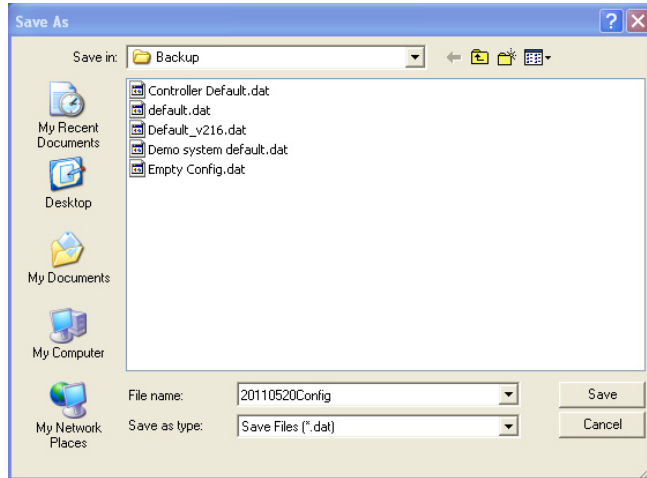 Save As
Save in:
Backup
Controller Default.dat
default.dat
Default_v216.dat
Demo system default.dat
Empty Config.dat
My Recent
Documents
Desktop
My Documents
My Computer
My Network
Places
File name:
20110520Config
Save
Save as type:
Save Files (*.dat)
Cancel